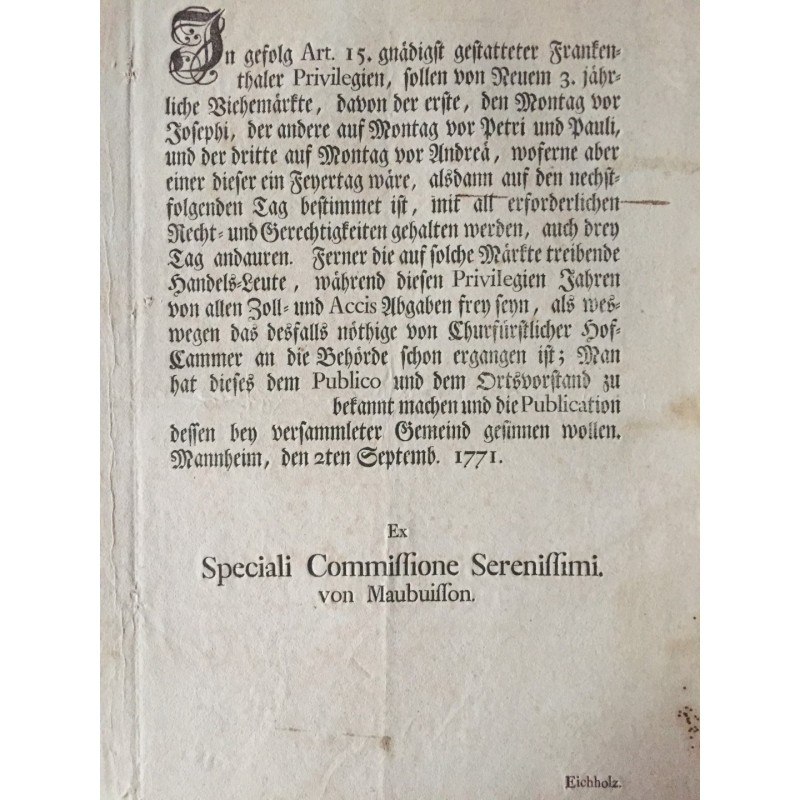 In gefolg Art. 15. gnädigst gestatteter Franken-
thaler Privilegien, sollen von Neuem 3. jähr-
liche Viehemärkte, davon der erste, den Montag vor
Josephi, der andere auf Montag vor Petri und Pauli,
und der dritte auf Montag vor Andreä, woferne aber
einer dieser ein Feyertag wäre, alsdann auf den nechst-
folgenden Tag bestimmet ist, mit all erforderlichen
Recht- und Gerechtigkeiten gehalten werden, auch drey
Tag andauren. Ferner die auf solche Märkte treibende
Handels-Leute, während diesen Privilegien Jahren
von allen Zoll- und Accis Abgaben frey seyn, als wes-
wegen das desfalls nöthige von Churfürstlicher Hof-
Cammer an die Behörde schon ergangen ist; Man
hat dieses dem Publico und dem Ortsvorstand zu
bekannt machen und die Publication
dessen bey versammleter Gemeind gesinnen wollen.
Mannheim, den 2ten Septemb. 1771.
Ex
Speciali Commiſſione Sereniſſimi.
von Maubuiſſon.
Eichholz.